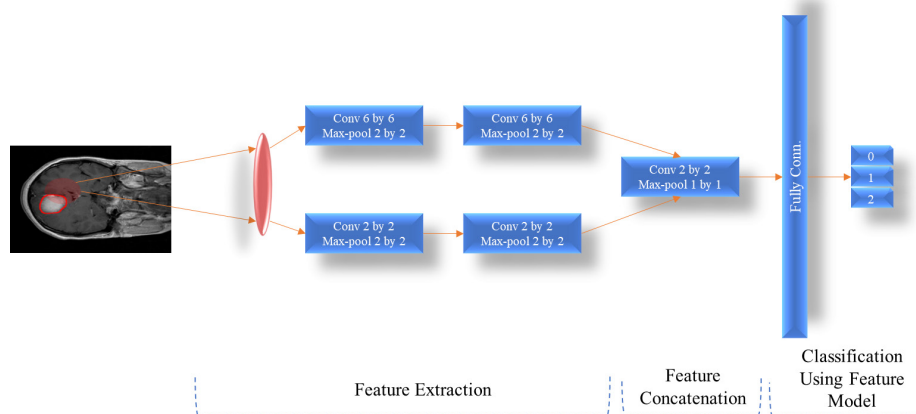 Conv 6 by 6
Max-pool 2 by 2
Conv 6 by 6
Max-pool 2 by 2
Conv 2 by 2
Max-pool 2 by 2
Conv 2 by 2
Max-pool 2 by 2
Conv 2 by 2
Max-pool 1 by 1
Fully Conn.
0
1
2
Feature Extraction
Feature
Concatenation
Classification
Using Feature
Model